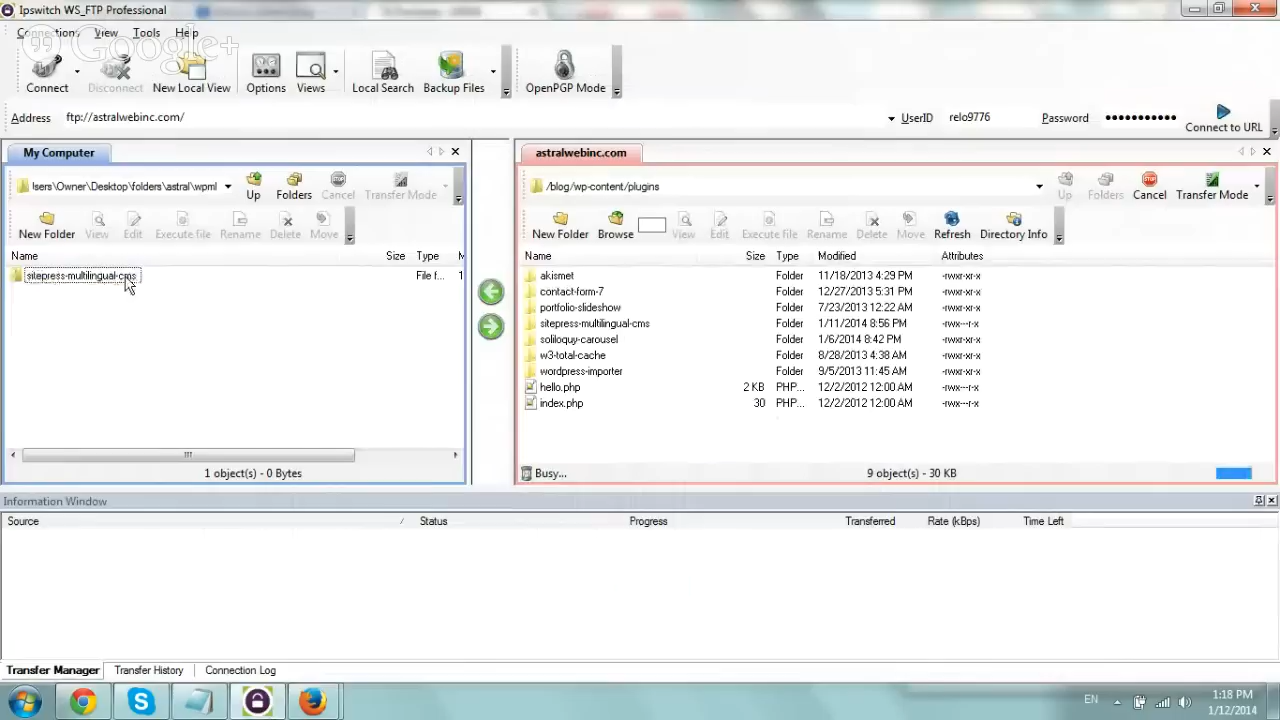 Ipswitch WS_FTP Professional
Connections View Tools Help
Google+
Connect Disconnect New Local View Options Views Local Search Backup Files OpenPGP Mode
Address ftp://astralwebinc.com/ UserID relo9776 Password ••••••••••• Connect to URL
My Computer
\sers\Owner\Desktop\folders\astral\wpml Up Folders Cancel Transfer Mode
New Folder View Edit Execute file Rename Delete Move
Name Size Type
sitepress-multilingual-cms File f... 1
1 object(s) - 0 Bytes
astralwebinc.com
/blog/wp-content/plugins Up Folders Cancel Transfer Mode
New Folder Browse View Edit Execute file Rename Delete Move Refresh Directory Info
Name Size Type Modified Attributes
akismet Folder 11/18/2013 4:29 PM -rwxr-xr-x
contact-form-7 Folder 12/27/2013 5:31 PM -rwxr-xr-x
portfolio-slideshow Folder 7/23/2013 12:22 AM -rwxr-xr-x
sitepress-multilingual-cms Folder 1/11/2014 8:56 PM -rwx---r-x
soliloquy-carousel Folder 1/6/2014 8:42 PM -rwxr-xr-x
w3-total-cache Folder 8/28/2013 4:38 AM -rwxr-xr-x
wordpress-importer Folder 9/5/2013 11:45 AM -rwxr-xr-x
hello.php 2 KB PHP... 12/2/2012 12:00 AM -rwx---r-x
index.php 30 PHP... 12/2/2012 12:00 AM -rwx---r-x
Busy... 9 object(s) - 30 KB
Information Window
Source / Status Progress Transferred Rate (kBps) Time Left
Transfer Manager Transfer History Connection Log
EN
1:18 PM
1/12/2014